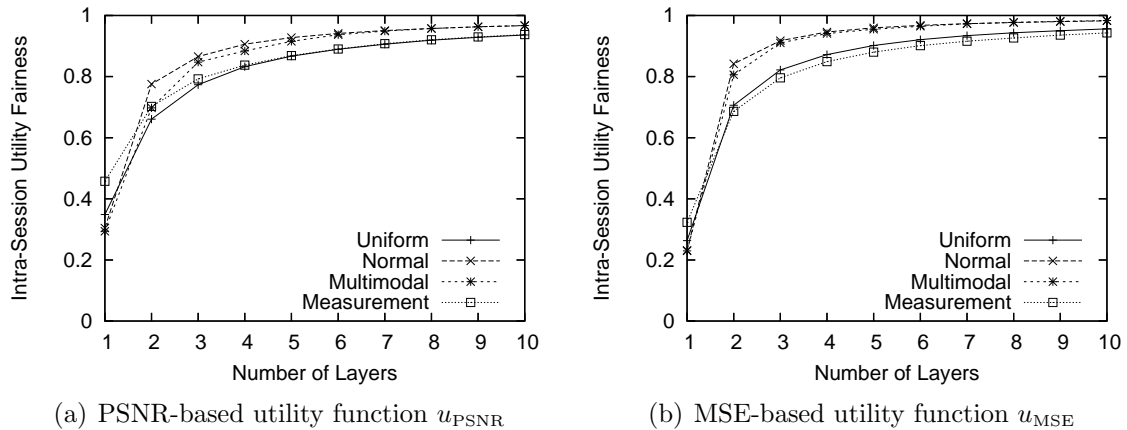 1
0.8
0.6
0.4
0.2
0
Intra-Session Utility Fairness
Uniform
Normal
Multimodal
Measurement
1 2 3 4 5 6 7 8 9 10
Number of Layers
(a) PSNR-based utility function uPSNR
1
0.8
0.6
0.4
0.2
0
Intra-Session Utility Fairness
Uniform
Normal
Multimodal
Measurement
1 2 3 4 5 6 7 8 9 10
Number of Layers
(b) MSE-based utility function uMSE